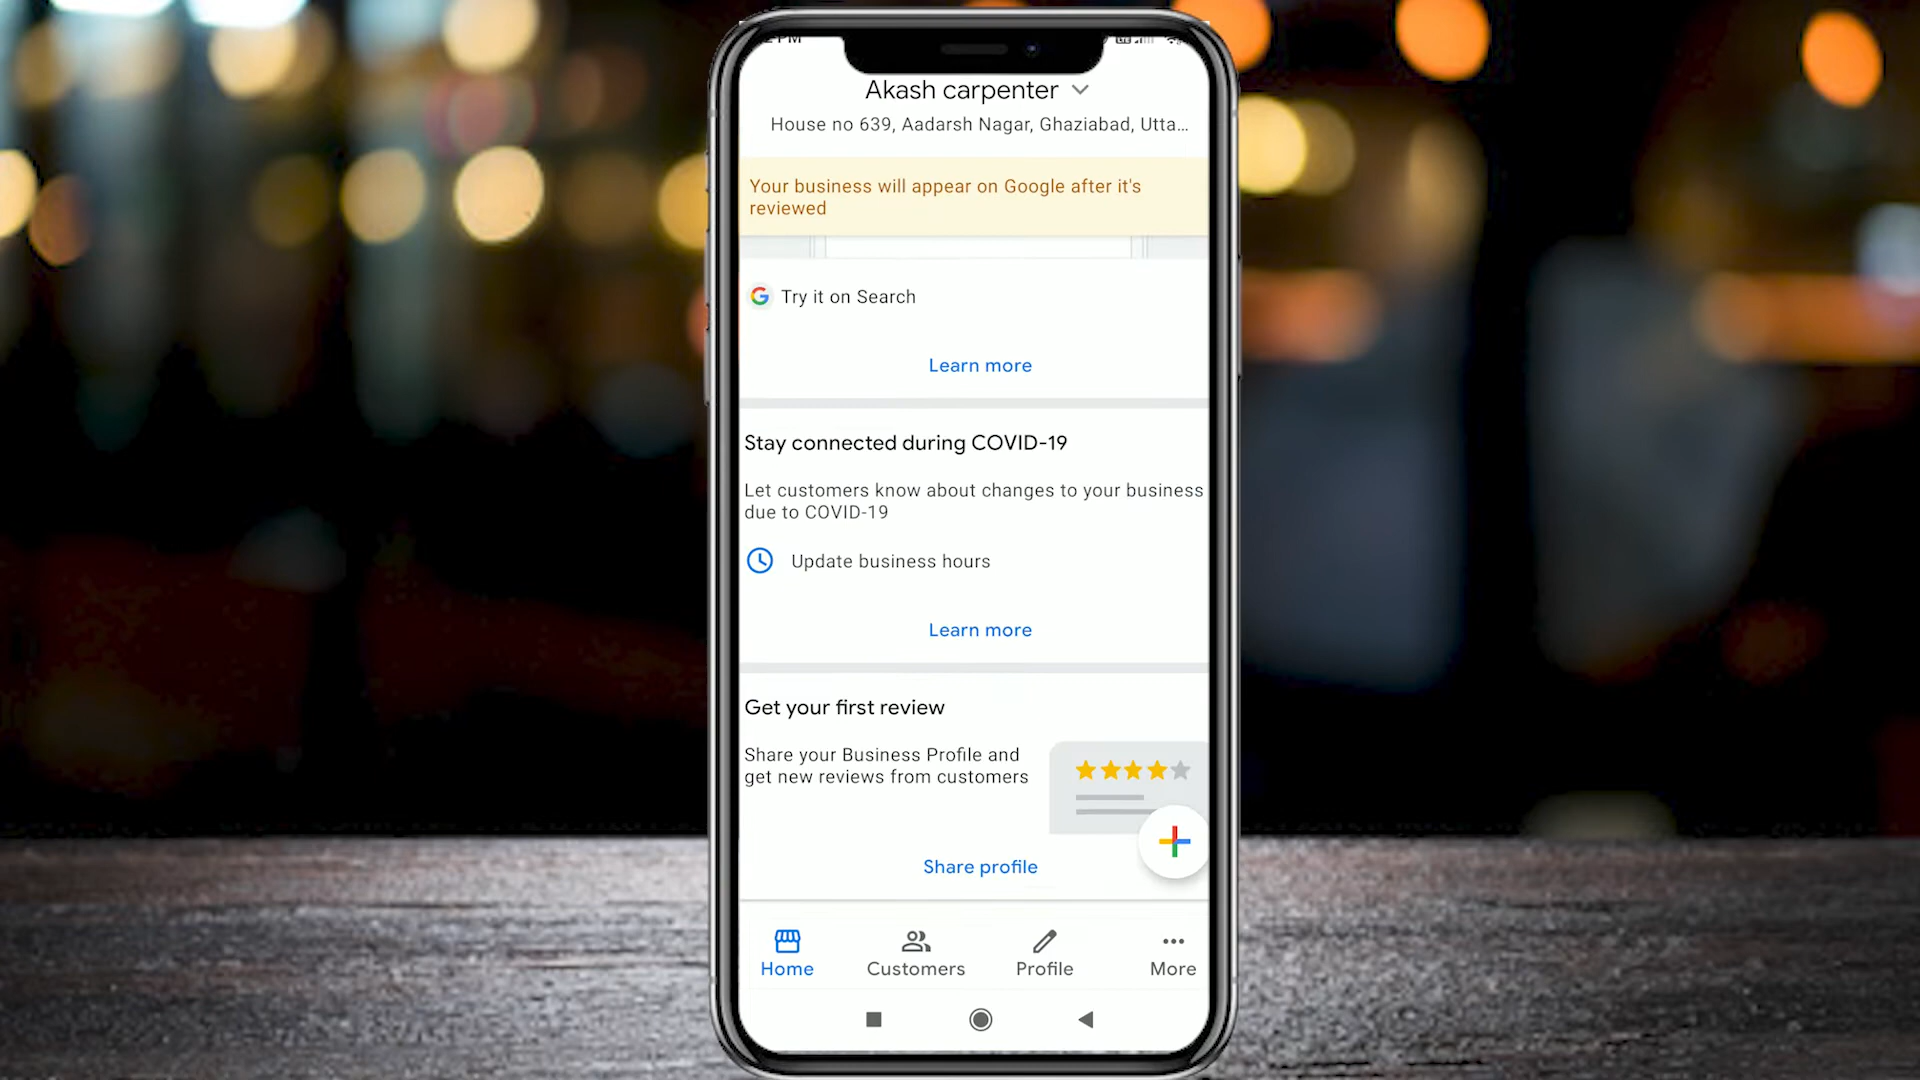 Akash carpenter
House no 639, Aadarsh Nagar, Ghaziabad, Utta...
Your business will appear on Google after it's
reviewed
Try it on Search
Learn more
Stay connected during COVID-19
Let customers know about changes to your business
due to COVID-19
Update business hours
Learn more
Get your first review
Share your Business Profile and
get new reviews from customers
Share profile
Home
Customers
Profile
More